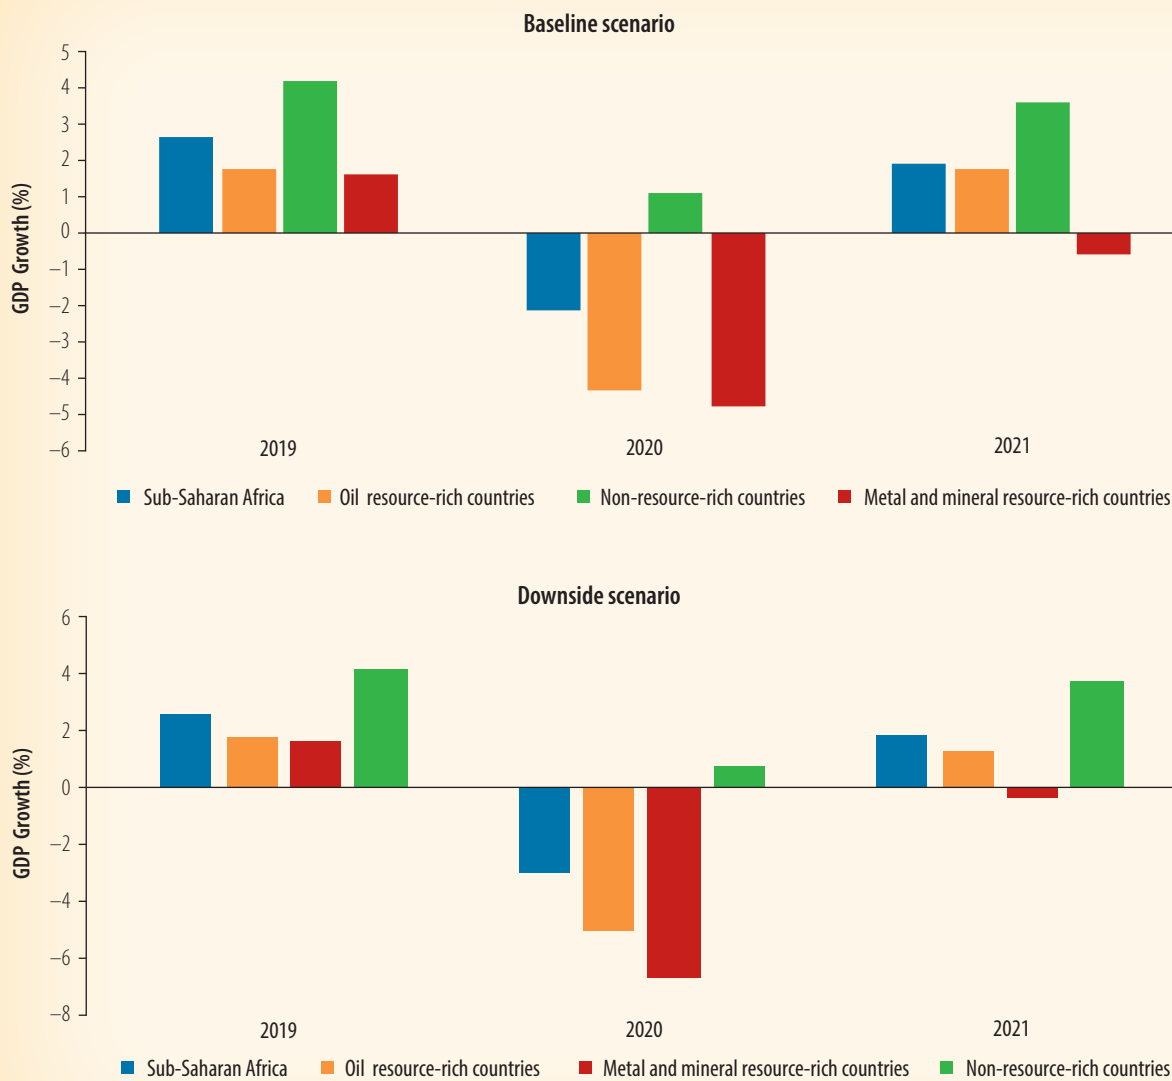 Baseline scenario
GDP Growth (%)
5
4
3
2
1
0
–1
–2
–3
–4
–5
–6
2019 2020 2021
Sub-Saharan Africa Oil resource-rich countries Non-resource-rich countries Metal and mineral resource-rich countries
Downside scenario
GDP Growth (%)
6
4
2
0
–2
–4
–6
–8
2019 2020 2021
Sub-Saharan Africa Oil resource-rich countries Metal and mineral resource-rich countries Non-resource-rich countries